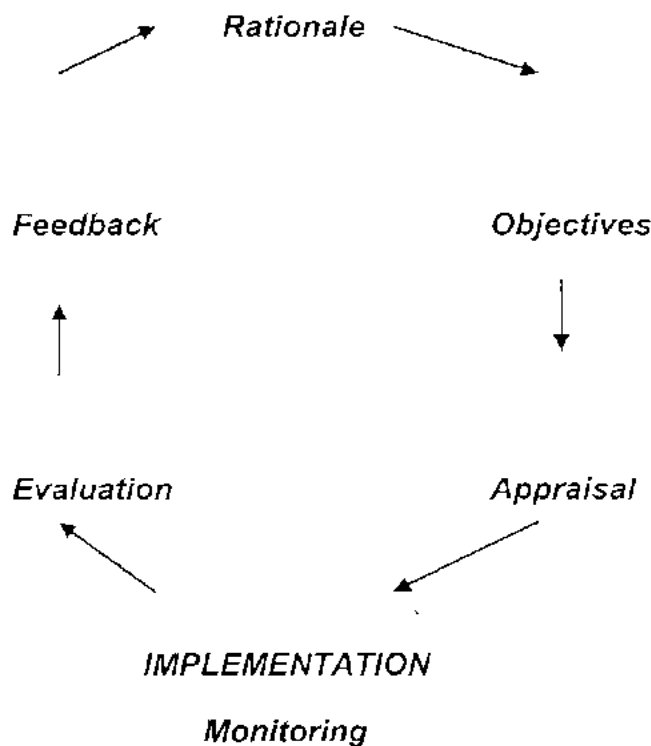 Rationale
Feedback
Objectives
Evaluation
Appraisal
IMPLEMENTATION
Monitoring